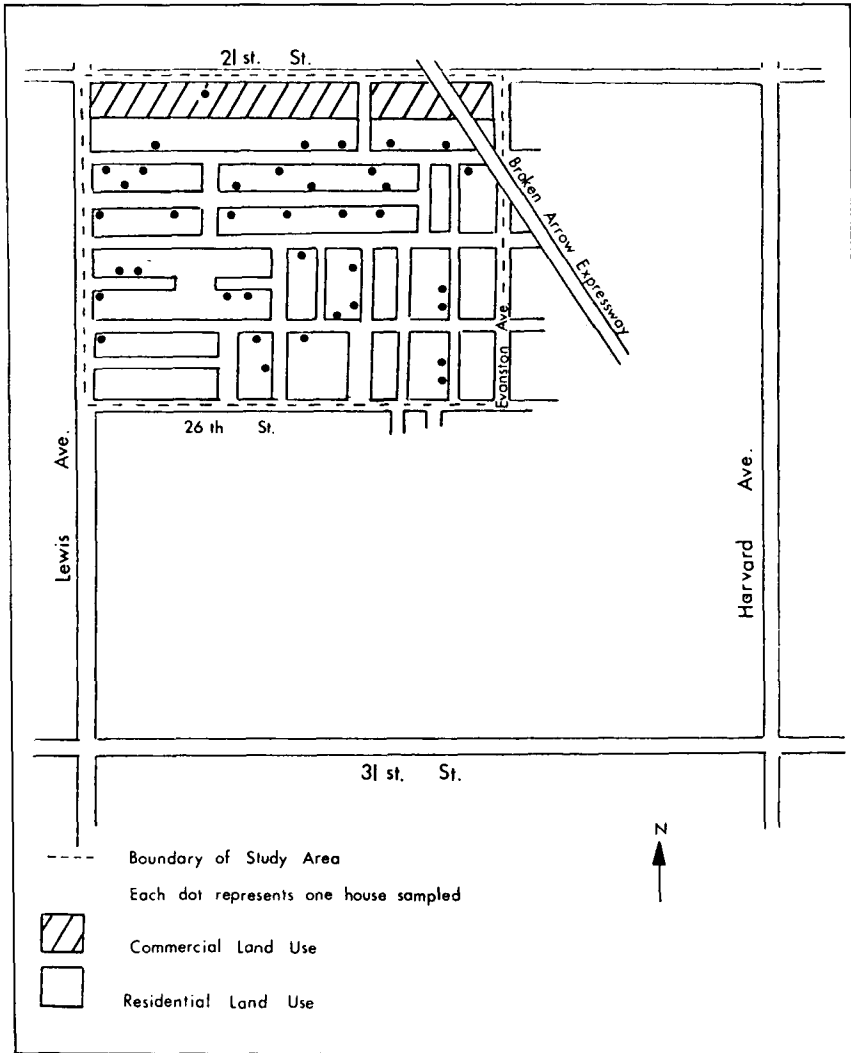 21 st. St.
Broken Arrow Expressway
Evanston Ave.
26 th St.
Lewis Ave.
Harvard Ave.
31 st. St.
N
Boundary of Study Area
Each dot represents one house sampled
Commercial Land Use
Residential Land Use